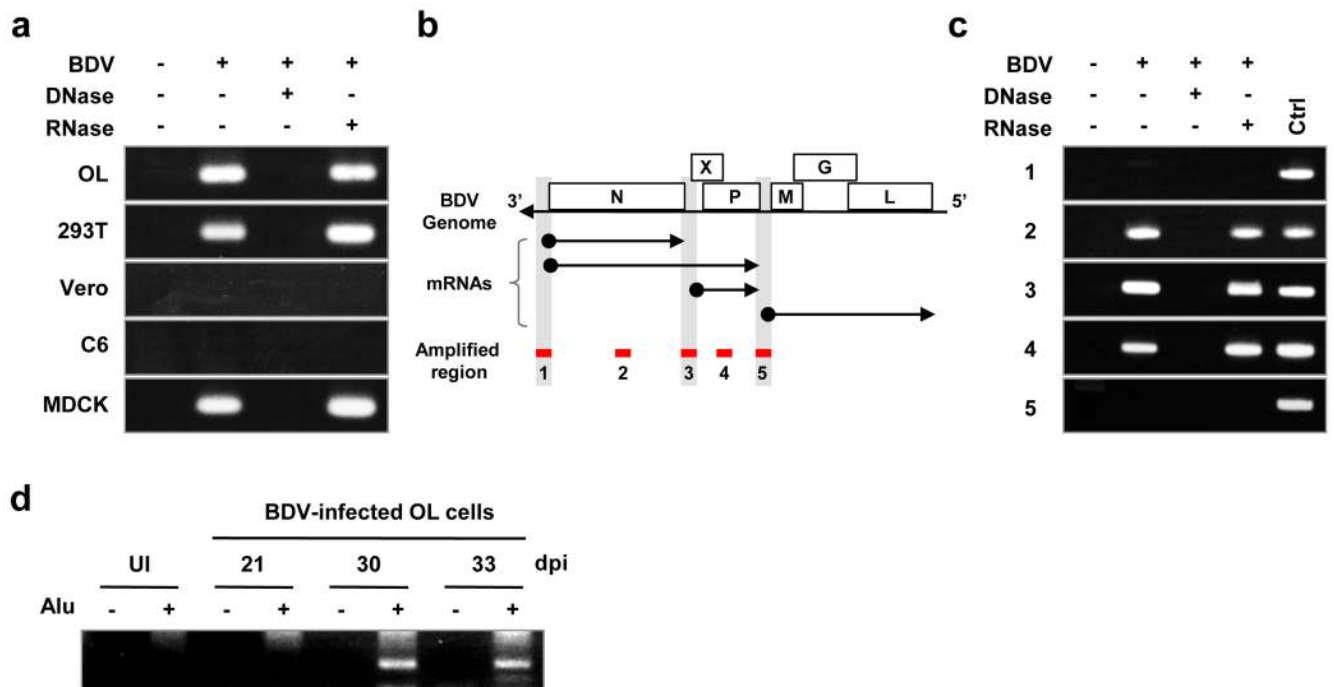 a
BDV - + + +
DNase - - + -
RNase - - - +
OL
293T
Vero
C6
MDCK
b
X G
N P M L
BDV Genome 3' 5'
mRNAs
Amplified region
1 2 3 4 5
c
BDV - + + +
DNase - - + -
RNase - - - + Ctrl
1
2
3
4
5
d
BDV-infected OL cells
UI 21 30 33 dpi
Alu - + - + - + - +